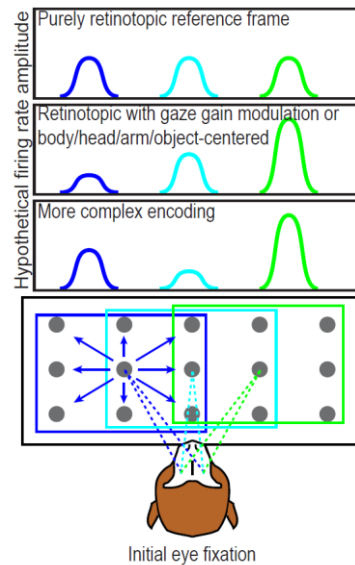 Hypothetical firing rate amplitude
Purely retinotopic reference frame
Retinotopic with gaze gain modulation or
body/head/arm/object-centered
More complex encoding
Initial eye fixation